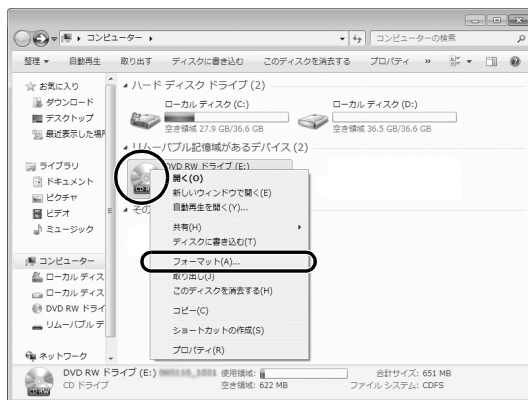 コンピューター
コンピューターの検索
整理 自動再生 取り出す ディスクに書き込む このディスクを消去する プロパティ »
お気に入り
ダウンロード
デスクトップ
最近表示した場所
ライブラリ
ドキュメント
ピクチャ
ビデオ
ミュージック
コンピューター
ローカル ディス
ローカル ディス
DVD RW ドライ
リムーバブル デ
ネットワーク
ハード ディスク ドライブ (2)
ローカル ディスク (C:)
空き領域 27.9 GB/36.6 GB
ローカル ディスク (D:)
空き領域 36.5 GB/36.6 GB
リムーバブル記憶域があるデバイス (2)
DVD RW ドライブ (E:)
CD-RW
その
開く(O)
新しいウィンドウで開く(E)
自動再生を開く(Y)...
共有(H)
ディスクに書き込む(T)
フォーマット(A)...
取り出し(J)
このディスクを消去する(H)
コピー(C)
ショートカットの作成(S)
プロパティ(R)
DVD RW ドライブ (E:) 使用領域: 合計サイズ: 651 MB
CD ドライブ 空き領域: 622 MB ファイル システム: CDFS